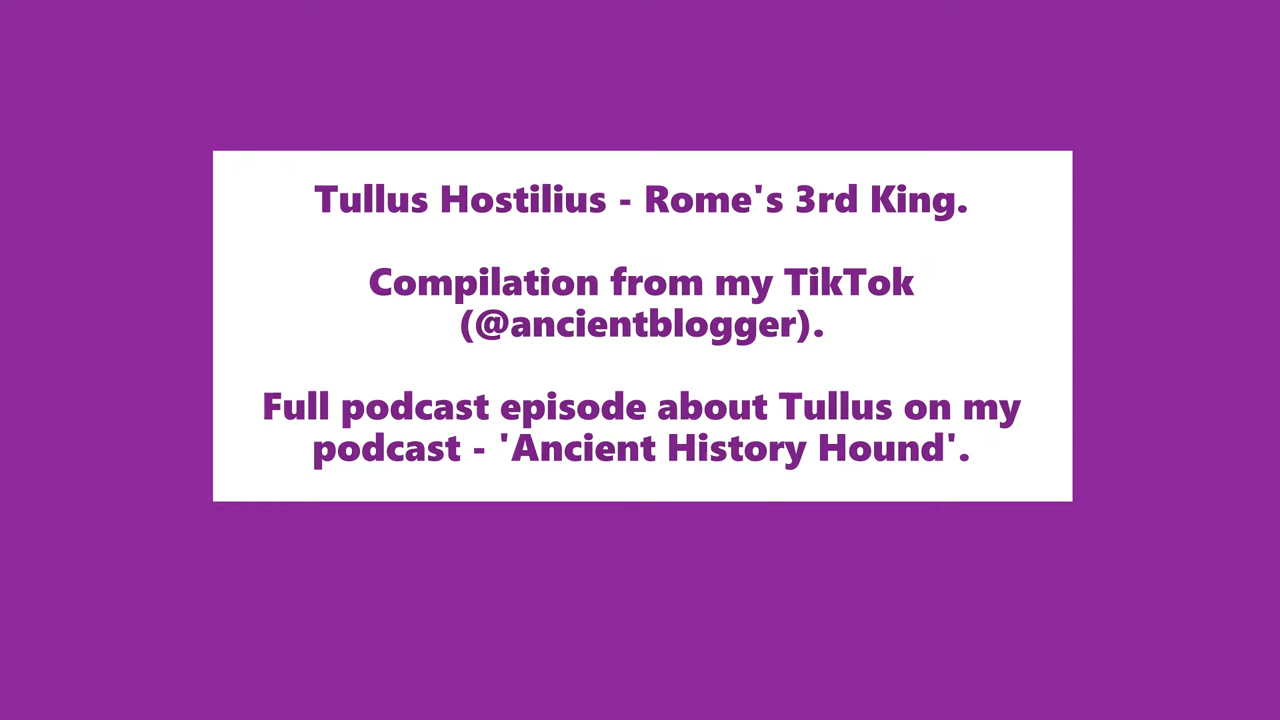 Tullus Hostilius - Rome's 3rd King.
Compilation from my TikTok
(@ancientblogger).
Full podcast episode about Tullus on my
podcast - 'Ancient History Hound'.